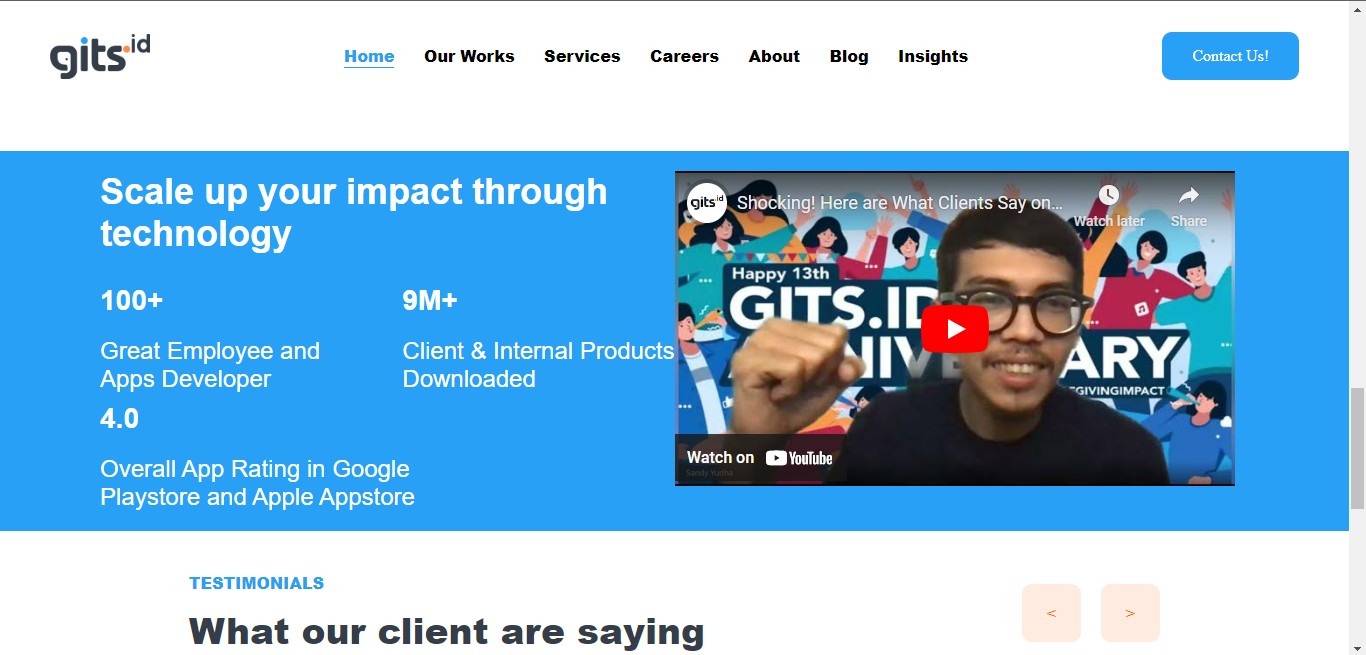 gits.id
Home Our Works Services Careers About Blog Insights
Contact Us!
Scale up your impact through
technology
100+
Great Employee and
Apps Developer
9M+
Client & Internal Products
Downloaded
4.0
Overall App Rating in Google
Playstore and Apple Appstore
gits.id
Shocking! Here are What Clients Say on…
Watch later
Share
Happy 13th
GITS.ID
ARY
GIVINGIMPACT
Watch on YouTube
Sandy Yudha
TESTIMONIALS
What our client are saying
< >